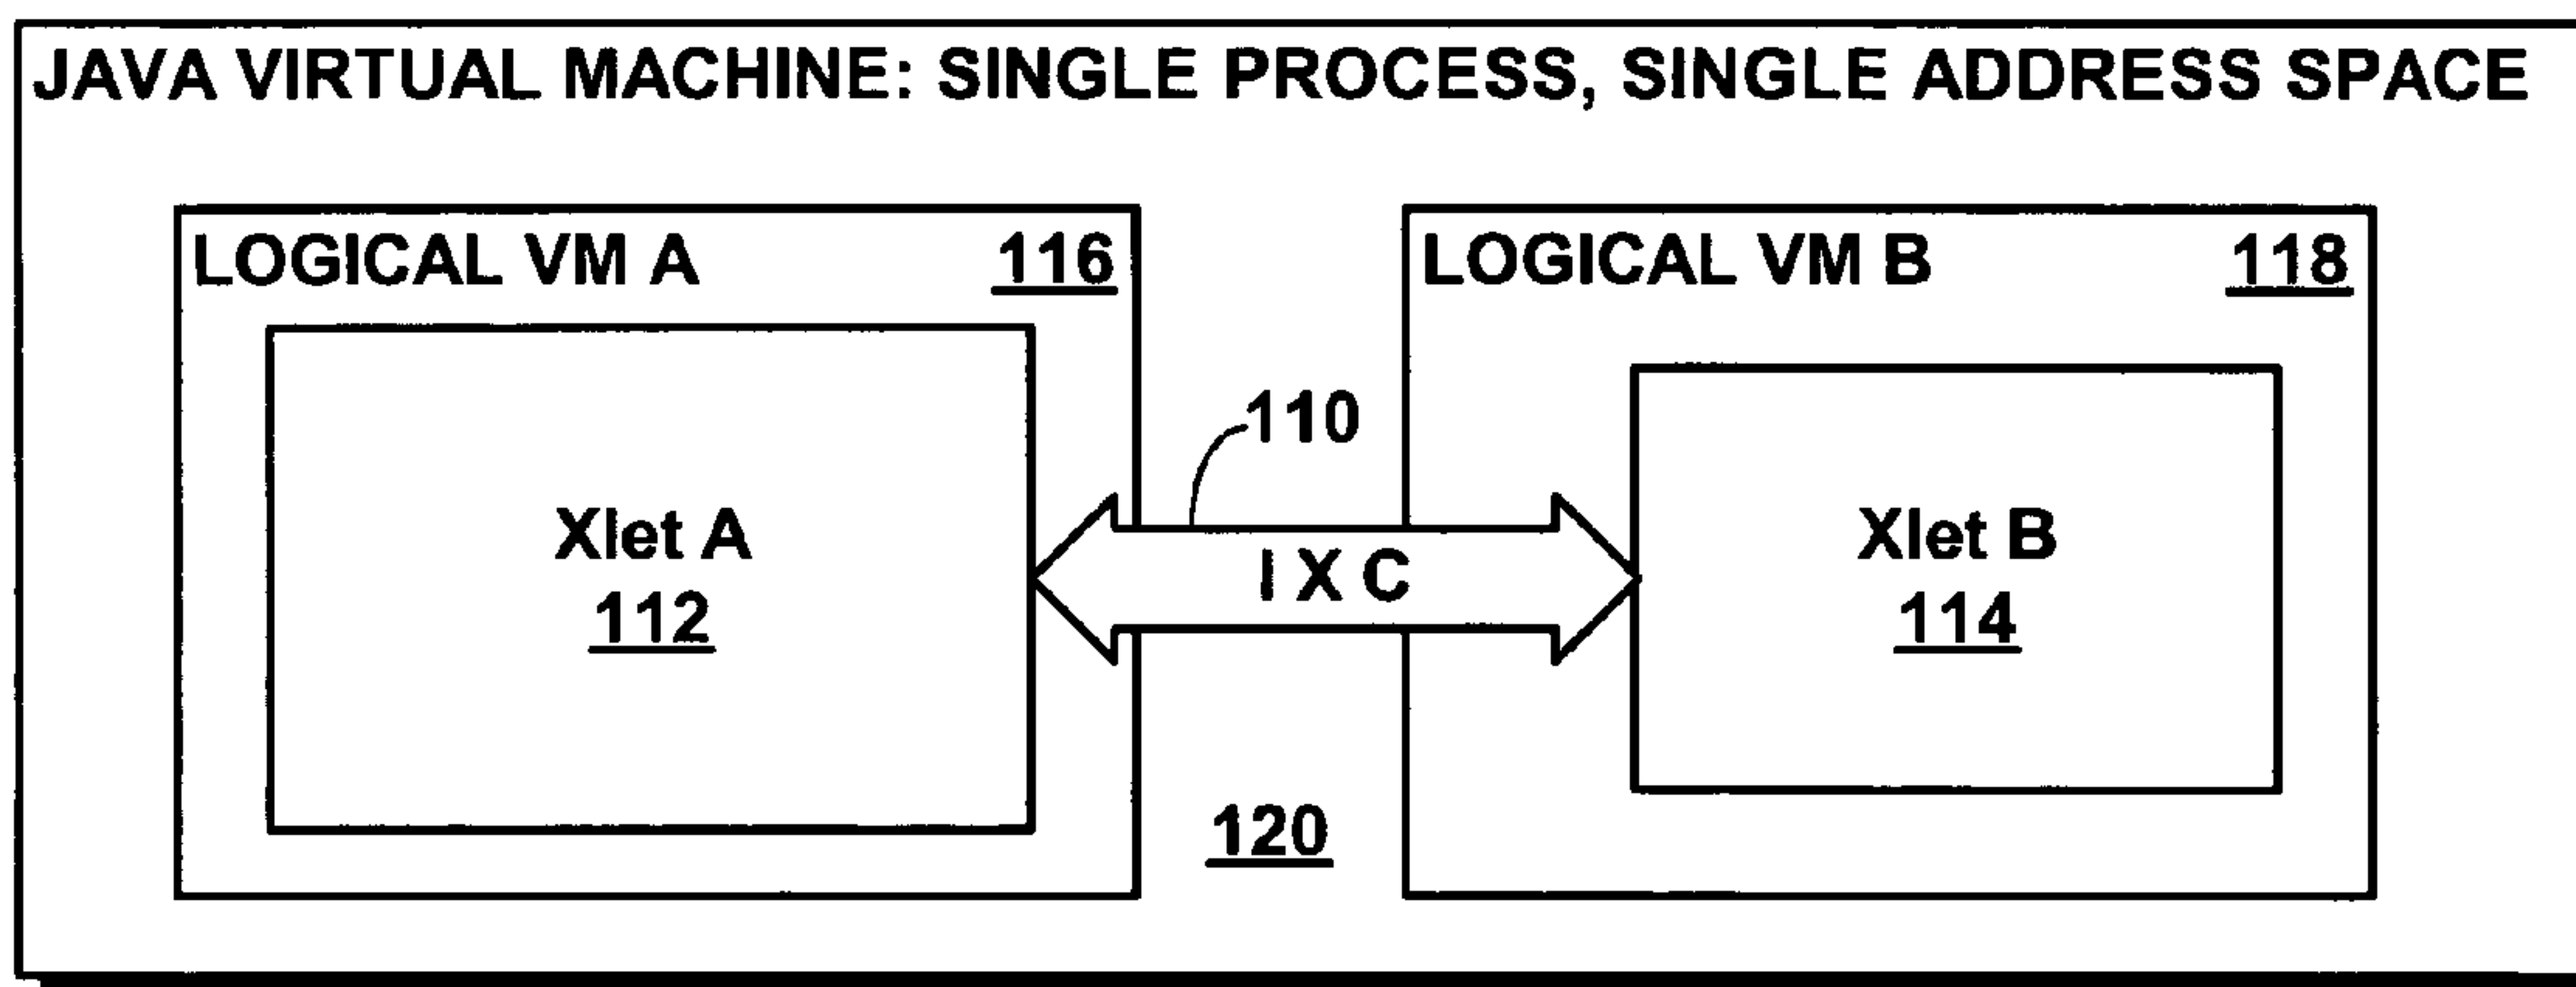 JAVA VIRTUAL MACHINE: SINGLE PROCESS, SINGLE ADDRESS SPACE
LOGICAL VM A
116
LOGICAL VM B
118
110
Xlet A
112
I X C
Xlet B
114
120